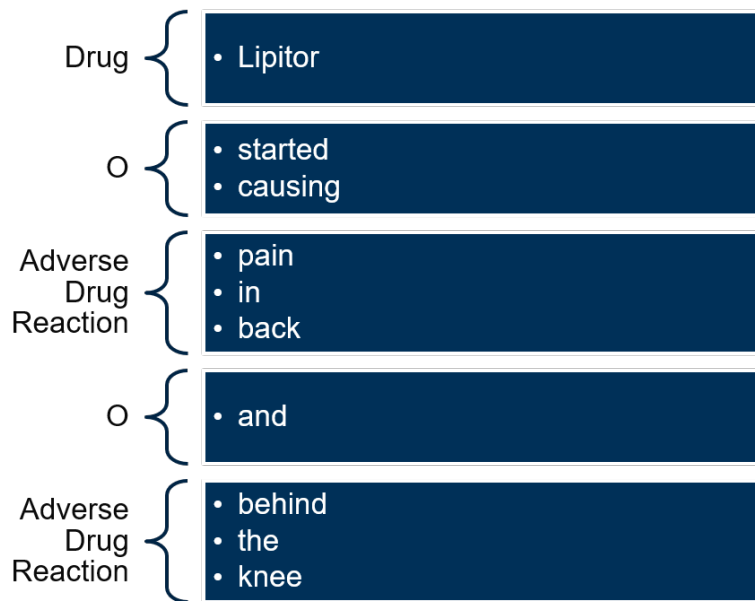 Drug
• Lipitor
O
• started
• causing
Adverse
Drug
Reaction
• pain
• in
• back
O
• and
Adverse
Drug
Reaction
• behind
• the
• knee